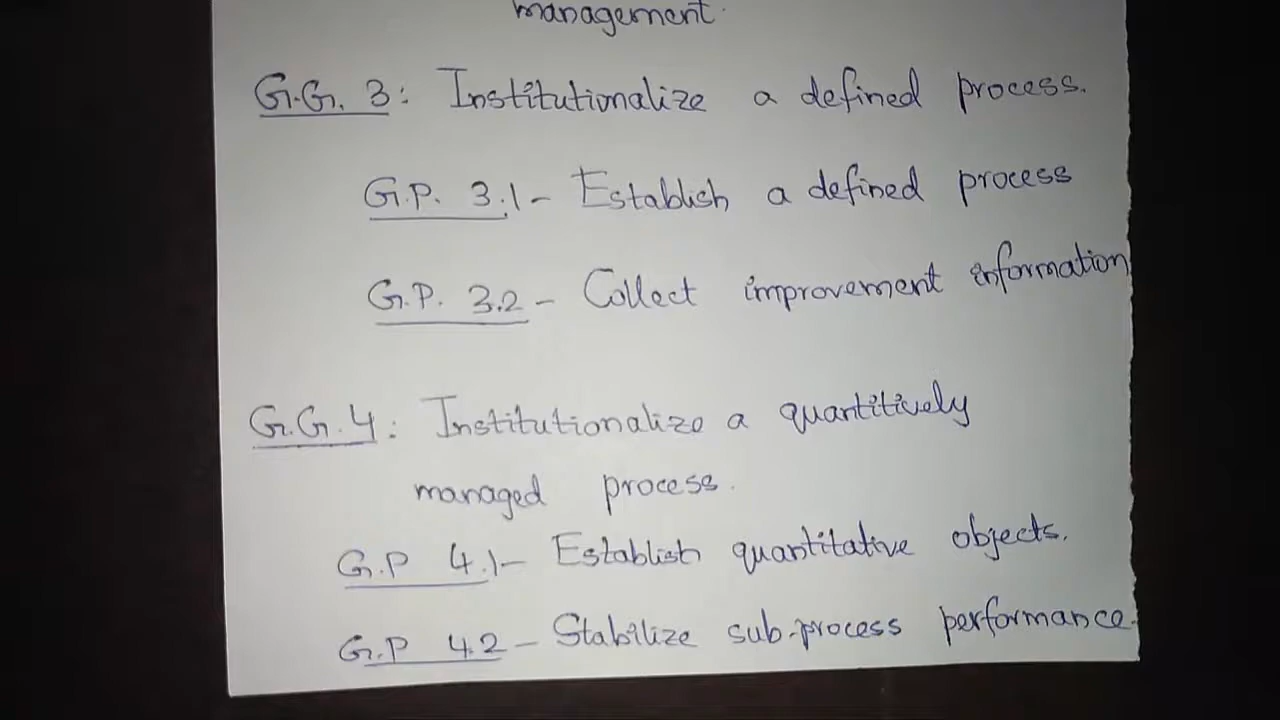 management.
G.G. 3: Institutionalize a defined process.
G.P. 3.1 - Establish a defined process
G.P. 3.2 - Collect improvement information
G.G. 4: Institutionalize a quantitively
managed process.
G.P 4.1 - Establish quantitative objects.
G.P 4.2 - Stabilize sub-process performance.